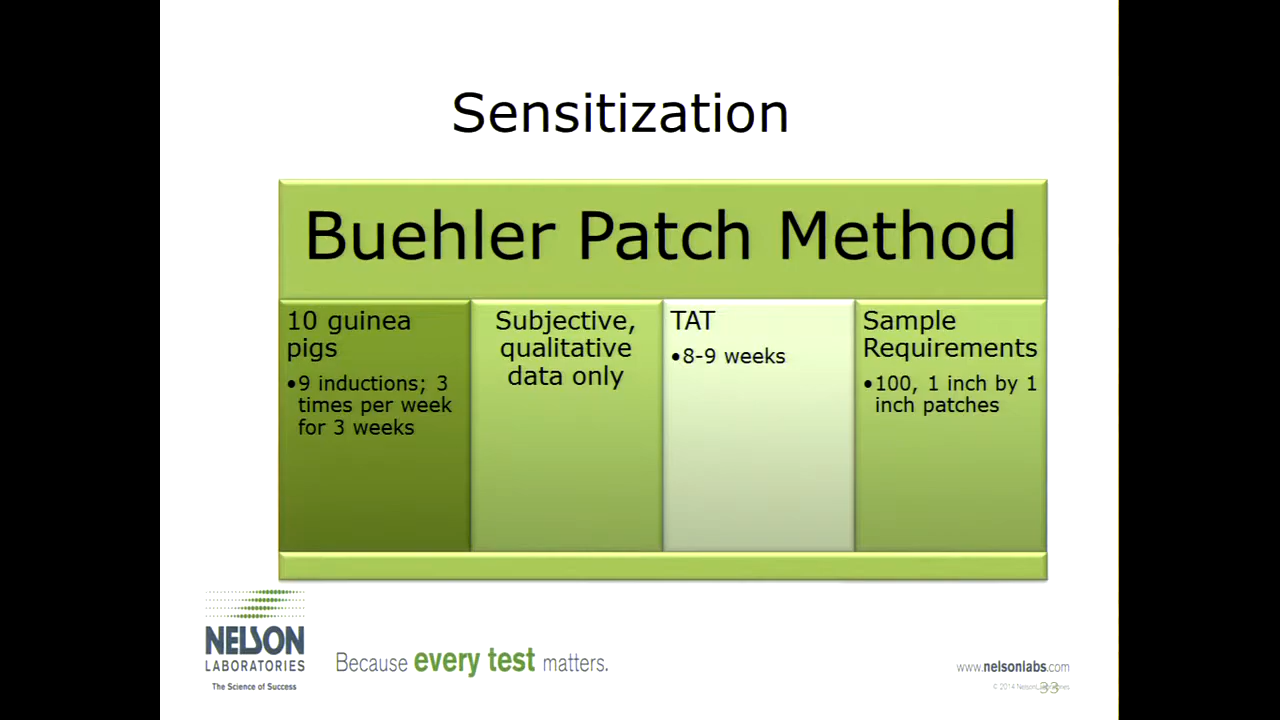 Sensitization
Buehler Patch Method
10 guinea
pigs
•9 inductions; 3
times per week
for 3 weeks
Subjective,
qualitative
data only
TAT
•8-9 weeks
Sample
Requirements
•100, 1 inch by 1
inch patches
NELSON
LABORATORIES
The Science of Success
Because every test matters.
www.nelsonlabs.com
© 2014 Nelson Laboratories
33